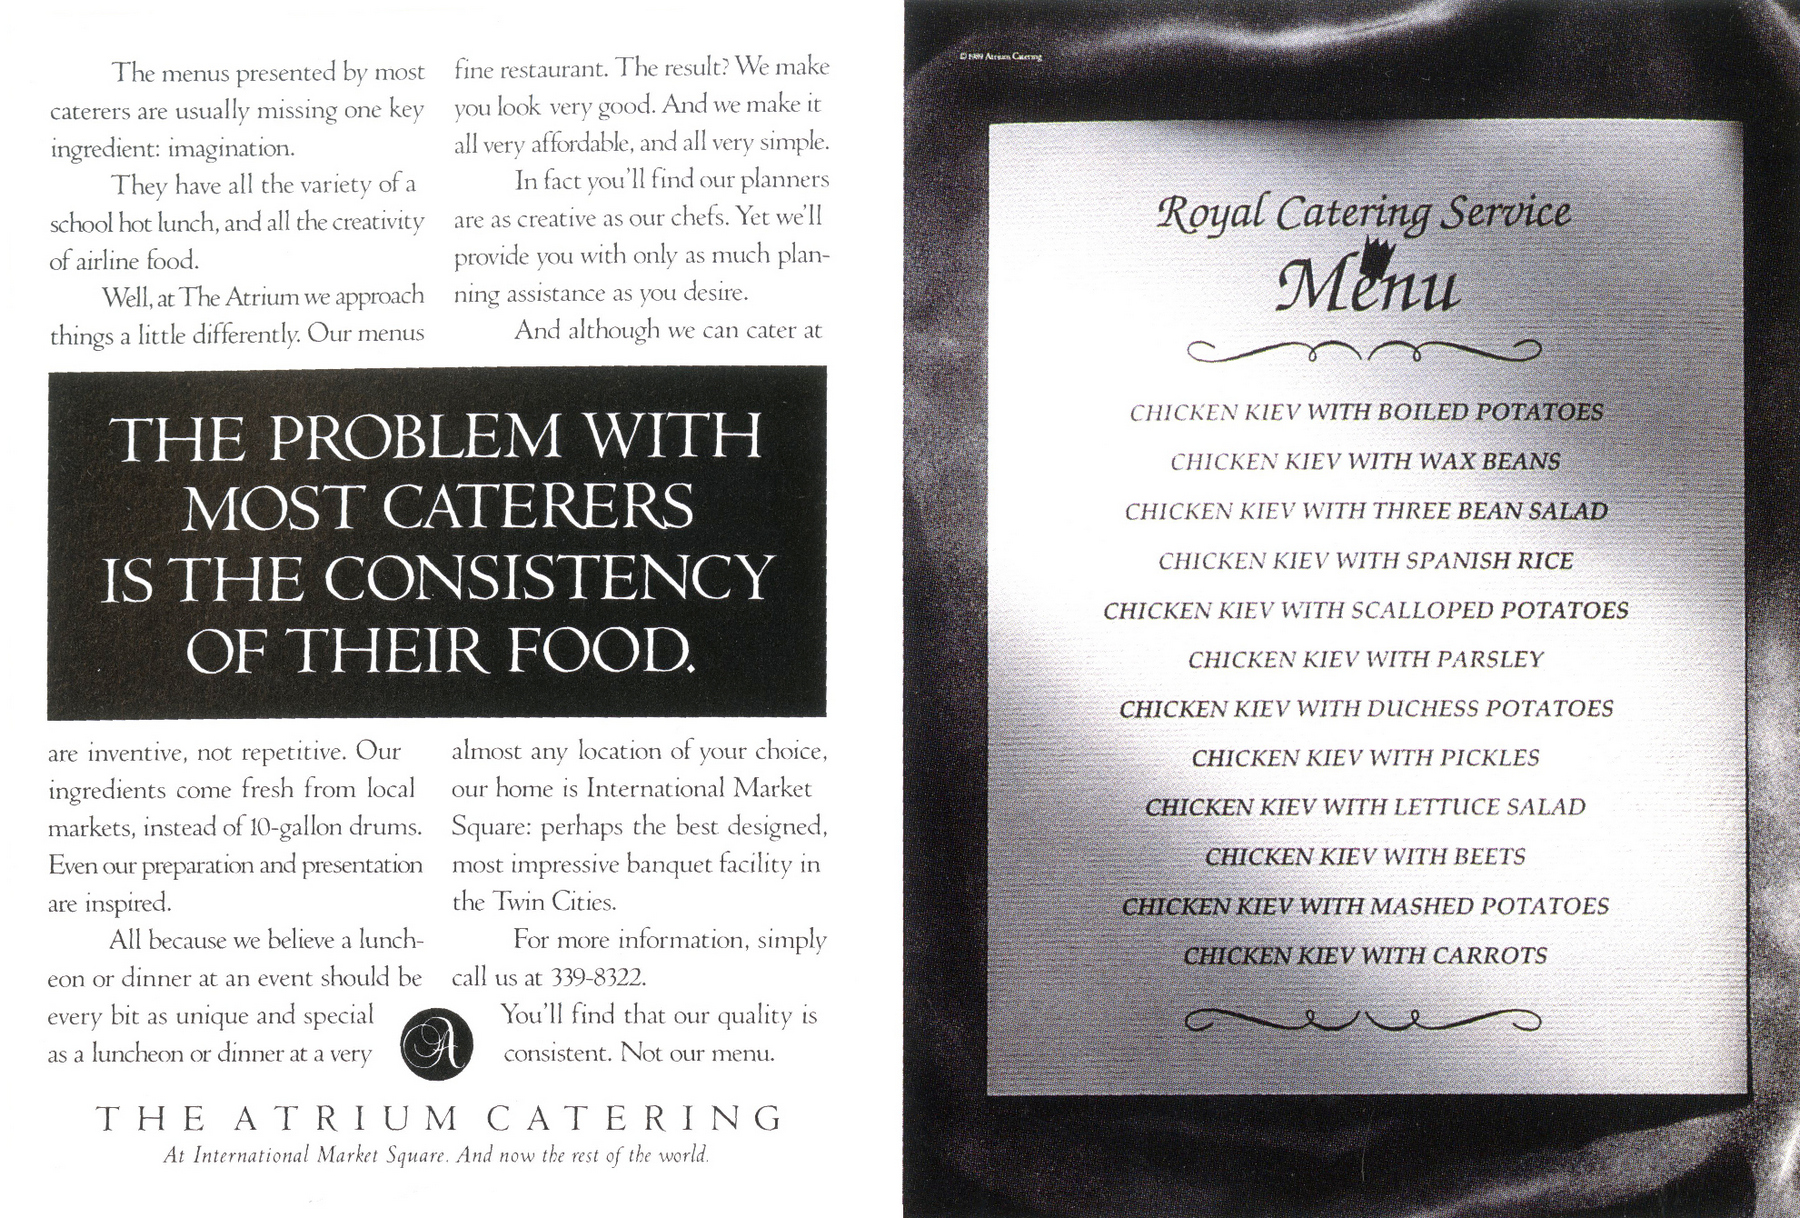 THE PROBLEM WITH
MOST CATERERS
IS THE CONSISTENCY
OF THEIR FOOD.
The menus presented by most
caterers are usually missing one key
ingredient: imagination.
They have all the variety of a
school hot lunch, and all the creativity
of airline food.
Well, at The Atrium we approach
things a little differently. Our menus
are inventive, not repetitive. Our
ingredients come fresh from local
markets, instead of 10-gallon drums.
Even our preparation and presentation
are inspired.
All because we believe a lunch-
eon or dinner at an event should be
every bit as unique and special
as a luncheon or dinner at a very
fine restaurant. The result? We make
you look very good. And we make it
all very affordable, and all very simple.
In fact you'll find our planners
are as creative as our chefs. Yet we'll
provide you with only as much plan-
ning assistance as you desire.
And although we can cater at
almost any location of your choice,
our home is International Market
Square: perhaps the best designed,
most impressive banquet facility in
the Twin Cities.
For more information, simply
call us at 339-8322.
You'll find that our quality is
consistent. Not our menu.
A
THE ATRIUM CATERING
At International Market Square. And now the rest of the world.
© 1989 Atrium Catering
Royal Catering Service
Menu
CHICKEN KIEV WITH BOILED POTATOES
CHICKEN KIEV WITH WAX BEANS
CHICKEN KIEV WITH THREE BEAN SALAD
CHICKEN KIEV WITH SPANISH RICE
CHICKEN KIEV WITH SCALLOPED POTATOES
CHICKEN KIEV WITH PARSLEY
CHICKEN KIEV WITH DUCHESS POTATOES
CHICKEN KIEV WITH PICKLES
CHICKEN KIEV WITH LETTUCE SALAD
CHICKEN KIEV WITH BEETS
CHICKEN KIEV WITH MASHED POTATOES
CHICKEN KIEV WITH CARROTS